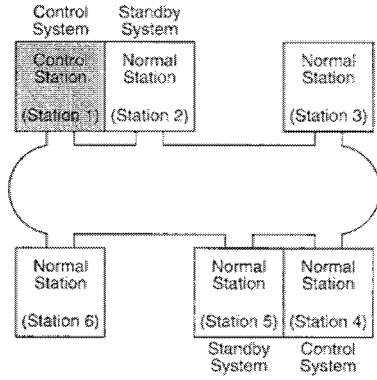 Control
System
Standby
System
Control
Station
(Station 1)
Normal
Station
(Station 2)
Normal
Station
(Station 3)
Normal
Station
(Station 6)
Normal
Station
(Station 5)
Normal
Station
(Station 4)
Standby
System
Control
System